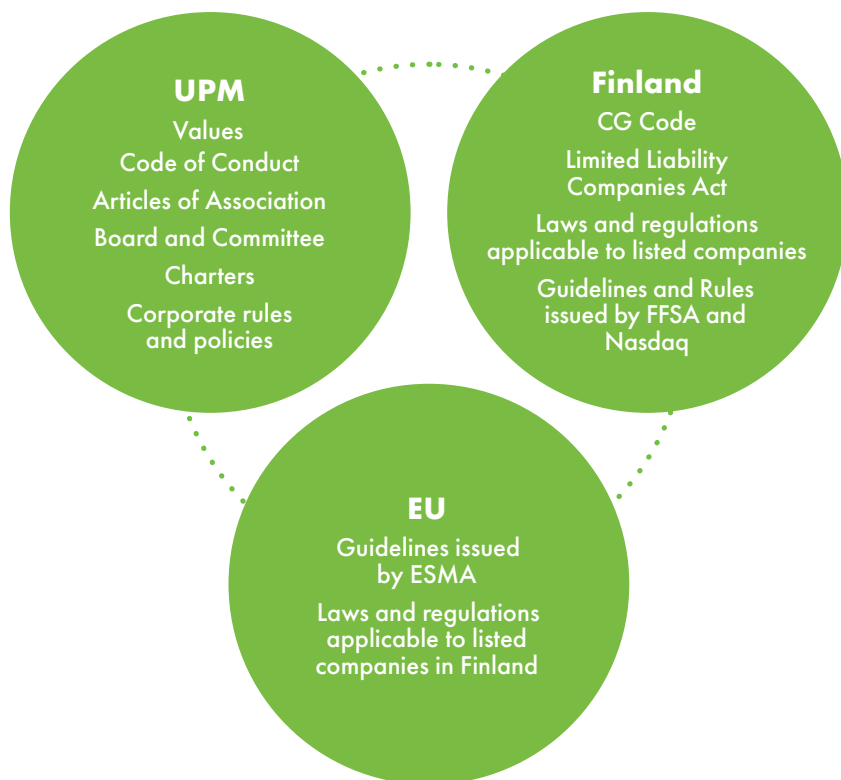 UPM
Values
Code of Conduct
Articles of Association
Board and Committee
Charters
Corporate rules
and policies
Finland
CG Code
Limited Liability
Companies Act
Laws and regulations
applicable to listed companies
Guidelines and Rules
issued by FFSA and
Nasdaq
EU
Guidelines issued
by ESMA
Laws and regulations
applicable to listed
companies in Finland